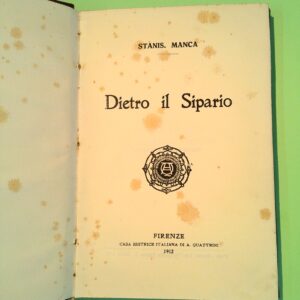 STANIS. MANCA
Dietro il Sipario
FIRENZE
CASA EDITRICE ITALIANA DI A. QUATTRINI
1912